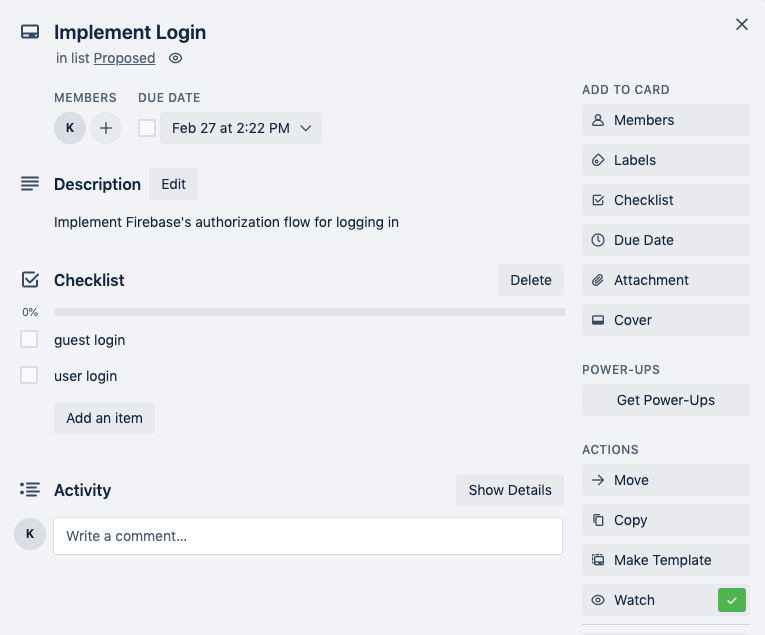 Implement Login
in list Proposed
MEMBERS DUE DATE
K Feb 27 at 2:22 PM
Description Edit
Implement Firebase's authorization flow for logging in
Checklist Delete
0%
guest login
user login
Add an item
Activity Show Details
K Write a comment...
ADD TO CARD
Members
Labels
Checklist
Due Date
Attachment
Cover
POWER-UPS
Get Power-Ups
ACTIONS
Move
Copy
Make Template
Watch